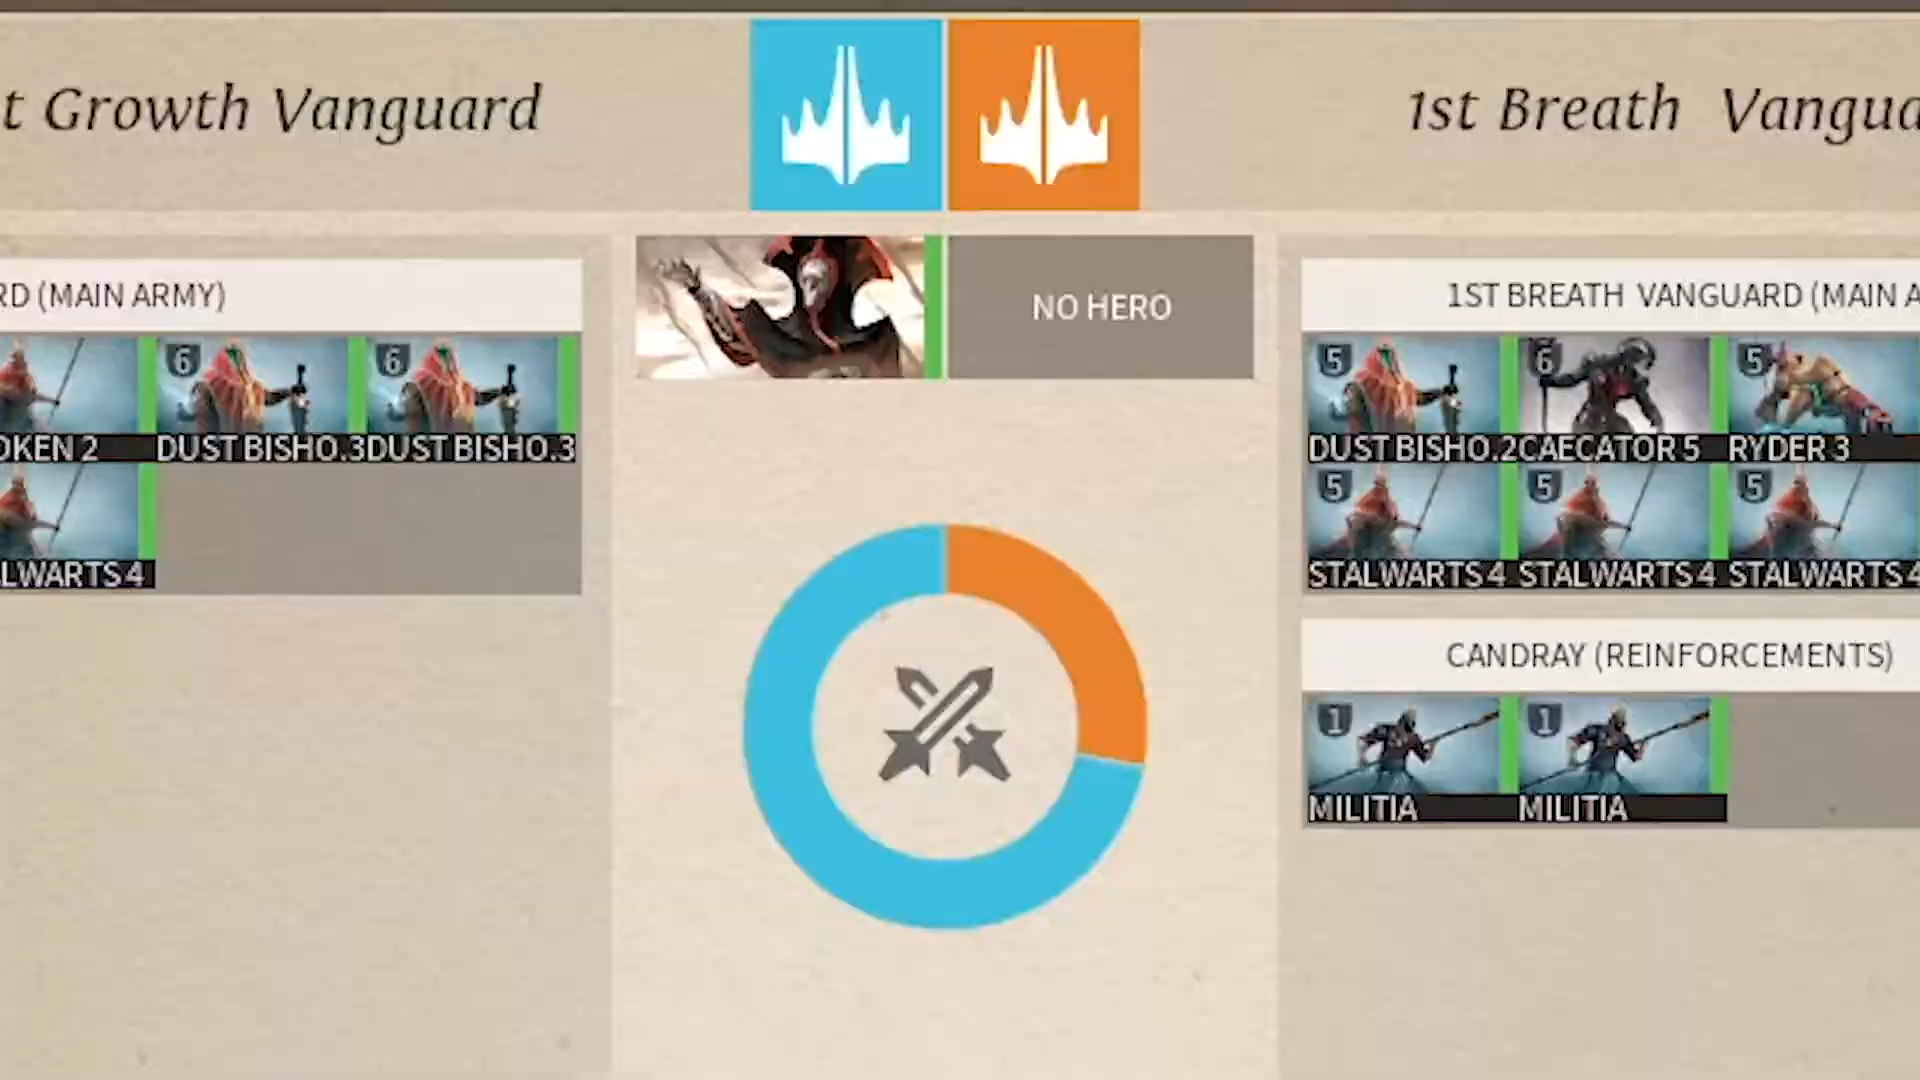 t Growth Vanguard
1st Breath Vangua
RD (MAIN ARMY)
NO HERO
1ST BREATH VANGUARD (MAIN A
6
6
5
6
5
OKEN 2
DUST BISHO.3
DUST BISHO.3
DUST BISHO.2
CAECATOR 5
RYDER 3
5
5
5
LWARTS 4
STALWARTS 4
STALWARTS 4
STALWARTS 4
CANDRAY (REINFORCEMENTS)
1
1
MILITIA
MILITIA